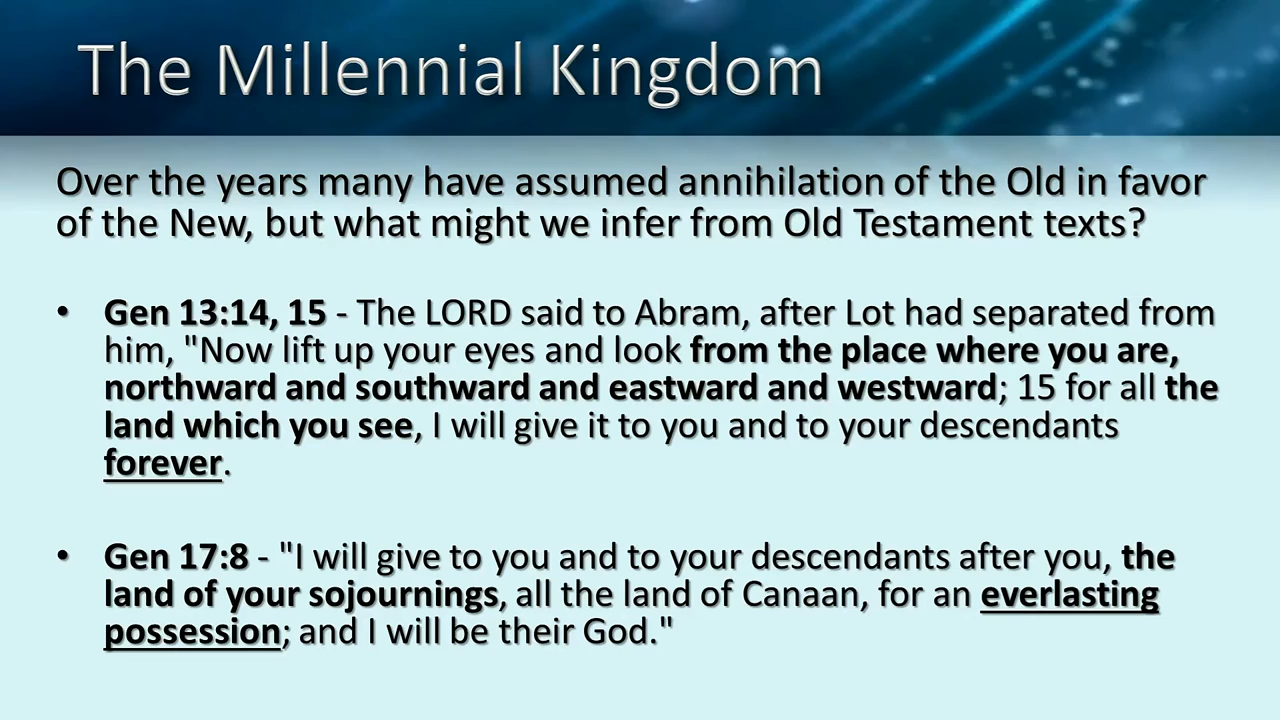 The Millennial Kingdom
Over the years many have assumed annihilation of the Old in favor
of the New, but what might we infer from Old Testament texts?
• Gen 13:14, 15 - The LORD said to Abram, after Lot had separated from
him, "Now lift up your eyes and look from the place where you are,
northward and southward and eastward and westward; 15 for all the
land which you see, I will give it to you and to your descendants
forever.
• Gen 17:8 - "I will give to you and to your descendants after you, the
land of your sojournings, all the land of Canaan, for an everlasting
possession; and I will be their God."